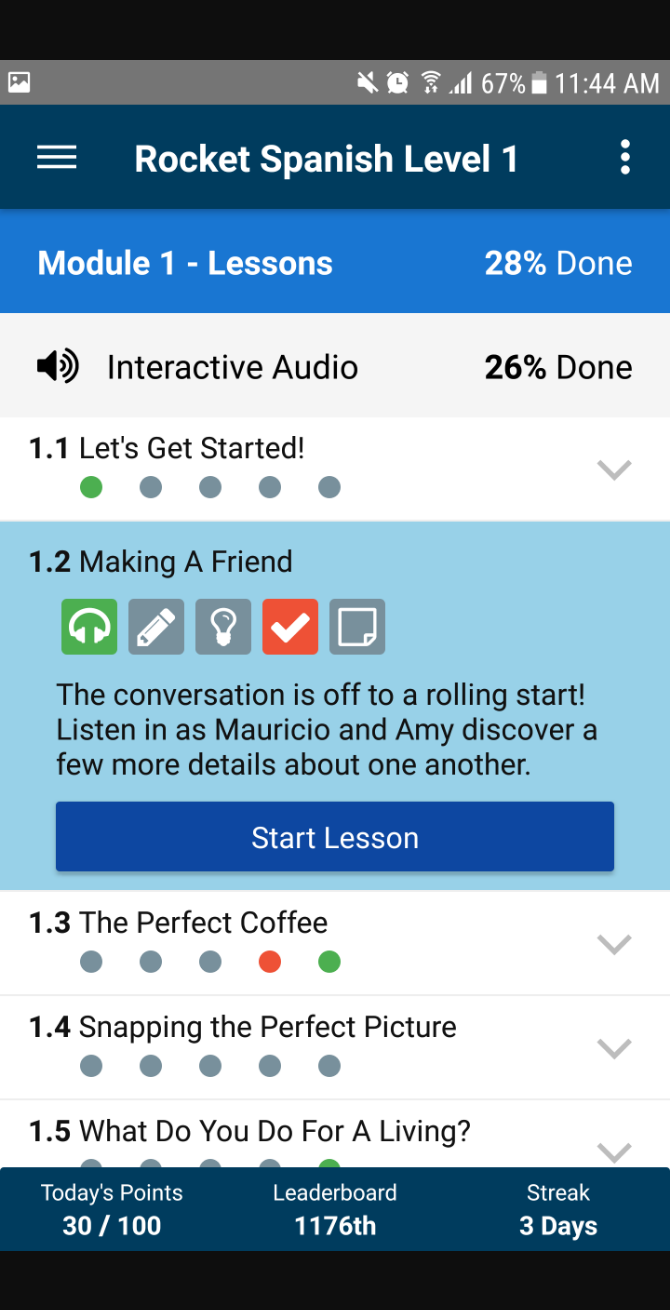 67% 11:44 AM
Rocket Spanish Level 1
Module 1 - Lessons 28% Done
Interactive Audio 26% Done
1.1 Let's Get Started!
1.2 Making A Friend
The conversation is off to a rolling start!
Listen in as Mauricio and Amy discover a
few more details about one another.
Start Lesson
1.3 The Perfect Coffee
1.4 Snapping the Perfect Picture
1.5 What Do You Do For A Living?
Today's Points Leaderboard Streak
30 / 100 1176th 3 Days